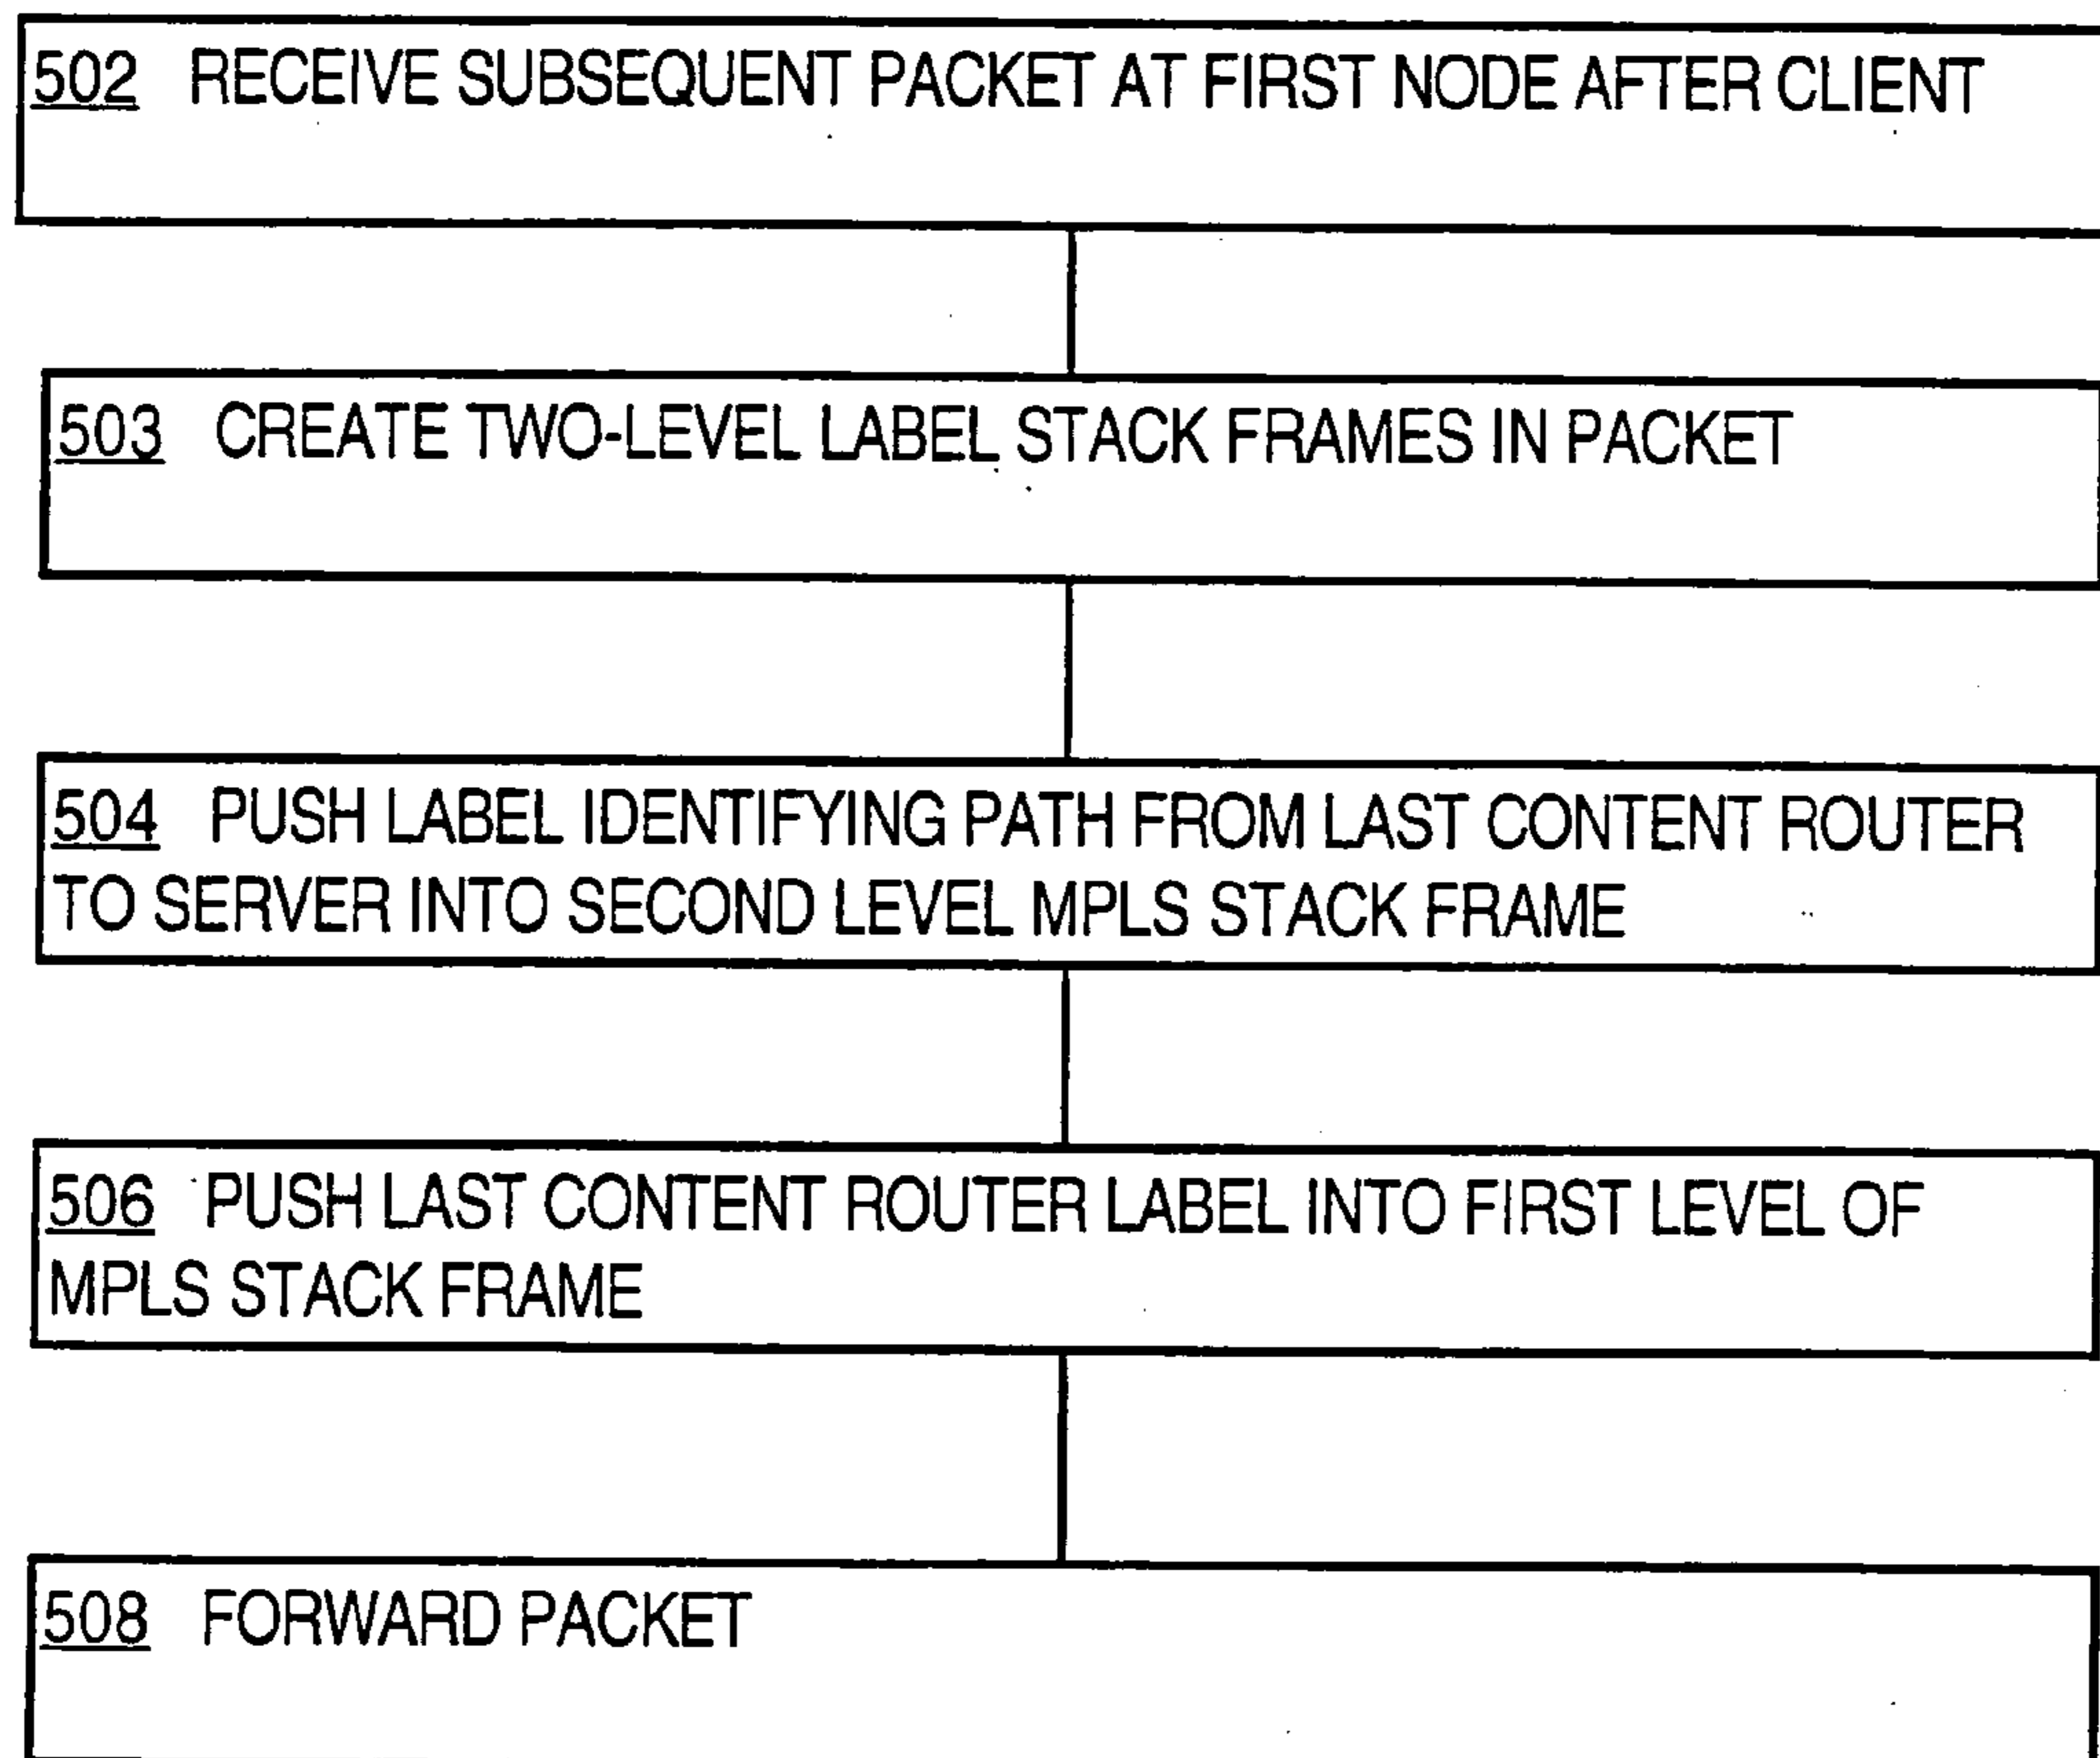 502 RECEIVE SUBSEQUENT PACKET AT FIRST NODE AFTER CLIENT
503 CREATE TWO-LEVEL LABEL STACK FRAMES IN PACKET
504 PUSH LABEL IDENTIFYING PATH FROM LAST CONTENT ROUTER
TO SERVER INTO SECOND LEVEL MPLS STACK FRAME
506 PUSH LAST CONTENT ROUTER LABEL INTO FIRST LEVEL OF
MPLS STACK FRAME
508 FORWARD PACKET